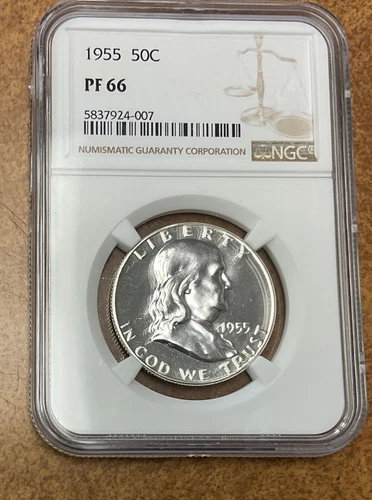 1955 50C
PF 66
5837924-007
NUMISMATIC GUARANTY CORPORATION
NGC®
LIBERTY
1955
IN GOD WE TRUST